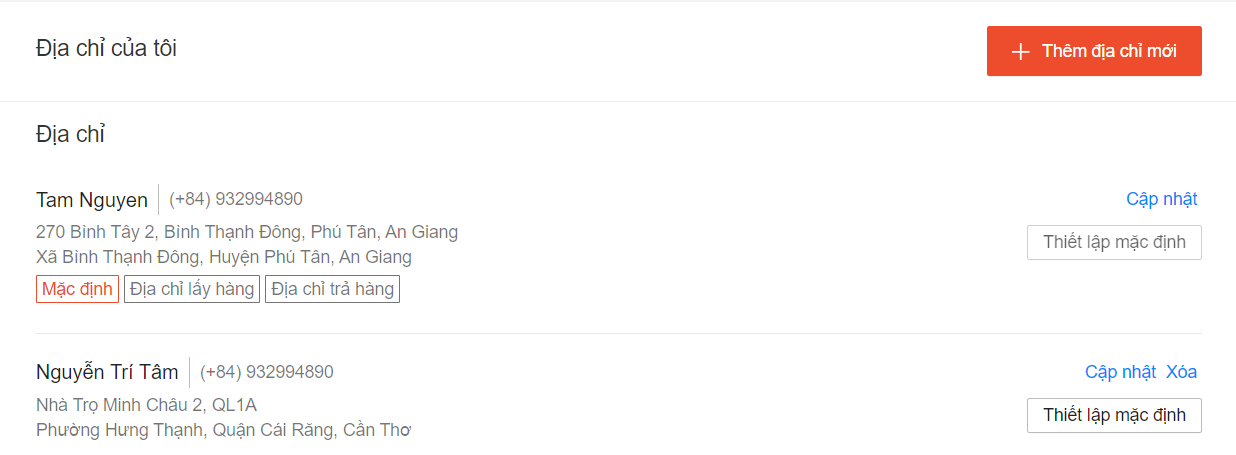 Địa chỉ của tôi
Thêm địa chỉ mới
Địa chỉ
Tam Nguyen (+84) 932994890 Cập nhật
270 Bình Tây 2, Bình Thạnh Đông, Phú Tân, An Giang Thiết lập mặc định
Xã Bình Thạnh Đông, Huyện Phú Tân, An Giang
Mặc định Địa chỉ lấy hàng Địa chỉ trả hàng
Nguyễn Trí Tâm (+84) 932994890 Cập nhật Xóa
Nhà Trọ Minh Châu 2, QL1A Thiết lập mặc định
Phường Hưng Thạnh, Quận Cái Răng, Cần Thơ